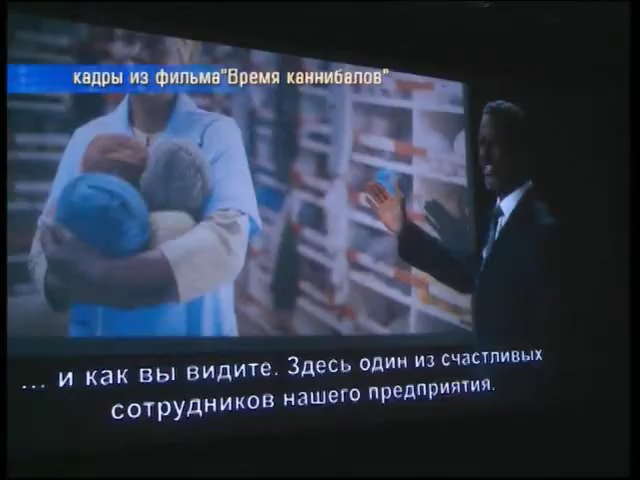 кадры из фильма"Время каннибалов"
... и как вы видите. Здесь один из счастливых
сотрудников нашего предприятия.